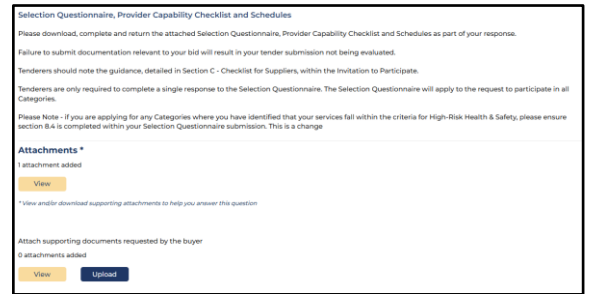 Selection Questionnaire, Provider Capability Checklist and Schedules
Please download, complete and return the attached Selection Questionnaire, Provider Capability Checklist and Schedules as part of your response.
Failure to submit documentation relevant to your bid will result in your tender submission not being evaluated.
Tenderers should note the guidance, detailed in Section C - Checklist for Suppliers, within the Invitation to Participate.
Tenderers are only required to complete a single response to the Selection Questionnaire. The Selection Questionnaire will apply to the request to participate in all
Categories.
Please Note - if you are applying for any Categories where you have identified that your services fall within the criteria for High-Risk Health & Safety, please ensure
section 8.4 is completed within your Selection Questionnaire submission. This is a change
Attachments *
1 attachment added
View
* View and/or download supporting attachments to help you answer this question
Attach supporting documents requested by the buyer
0 attachments added
View Upload